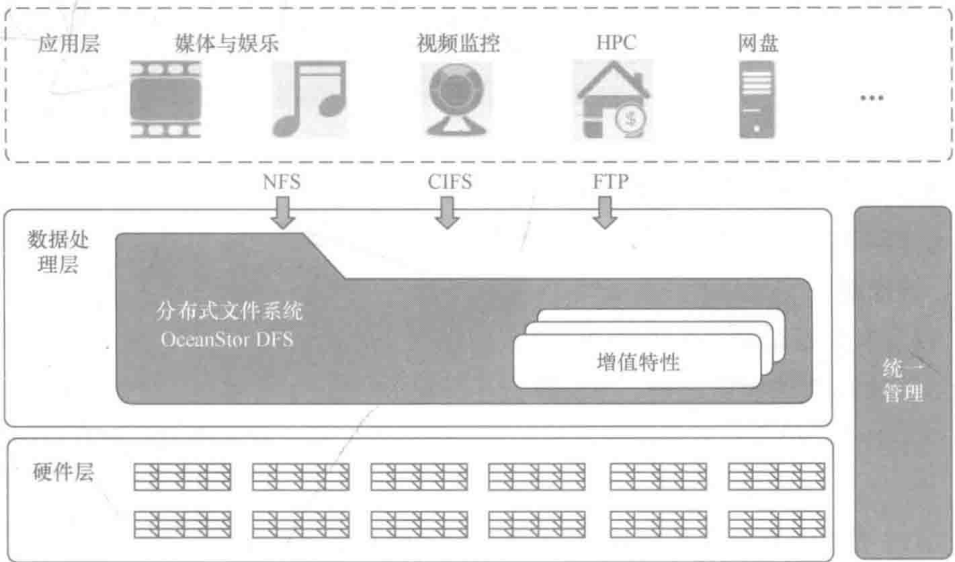 应用层
媒体与娱乐
视频监控
HPC
网盘
$
...
NFS
CIFS
FTP
数据处
理层
分布式文件系统
OceanStor DFS
增值特性
统一
管理
硬件层